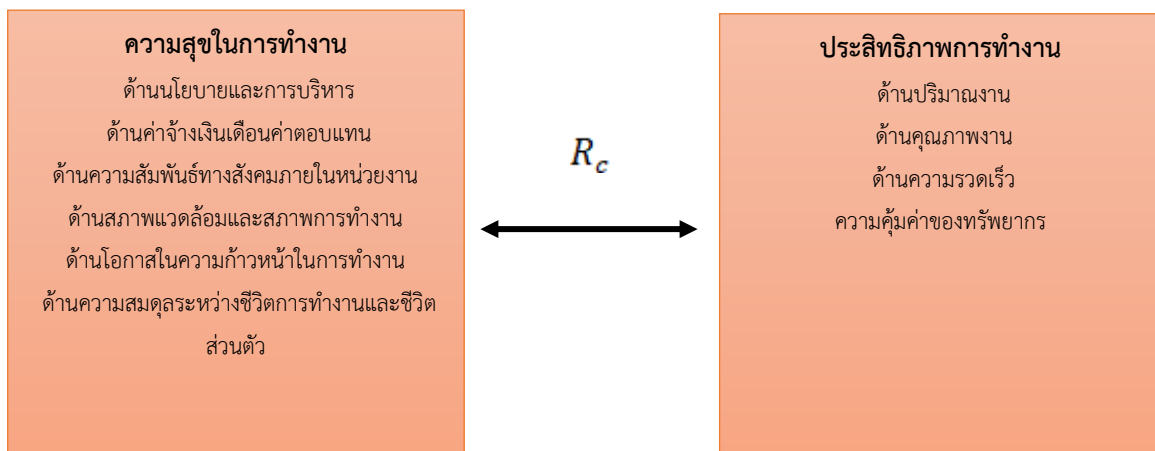 ความสุขในการทำงาน
ด้านนโยบายและการบริหาร
ด้านค่าจ้างเงินเดือนค่าตอบแทน
ด้านความสัมพันธ์ทางสังคมภายในหน่วยงาน
ด้านสภาพแวดล้อมและสภาพการทำงาน
ด้านโอกาสในความก้าวหน้าในการทำงาน
ด้านความสมดุลระหว่างชีวิตการทำงานและชีวิต
ส่วนตัว
R_c
ประสิทธิภาพการทำงาน
ด้านปริมาณงาน
ด้านคุณภาพงาน
ด้านความรวดเร็ว
ความคุ้มค่าของทรัพยากร